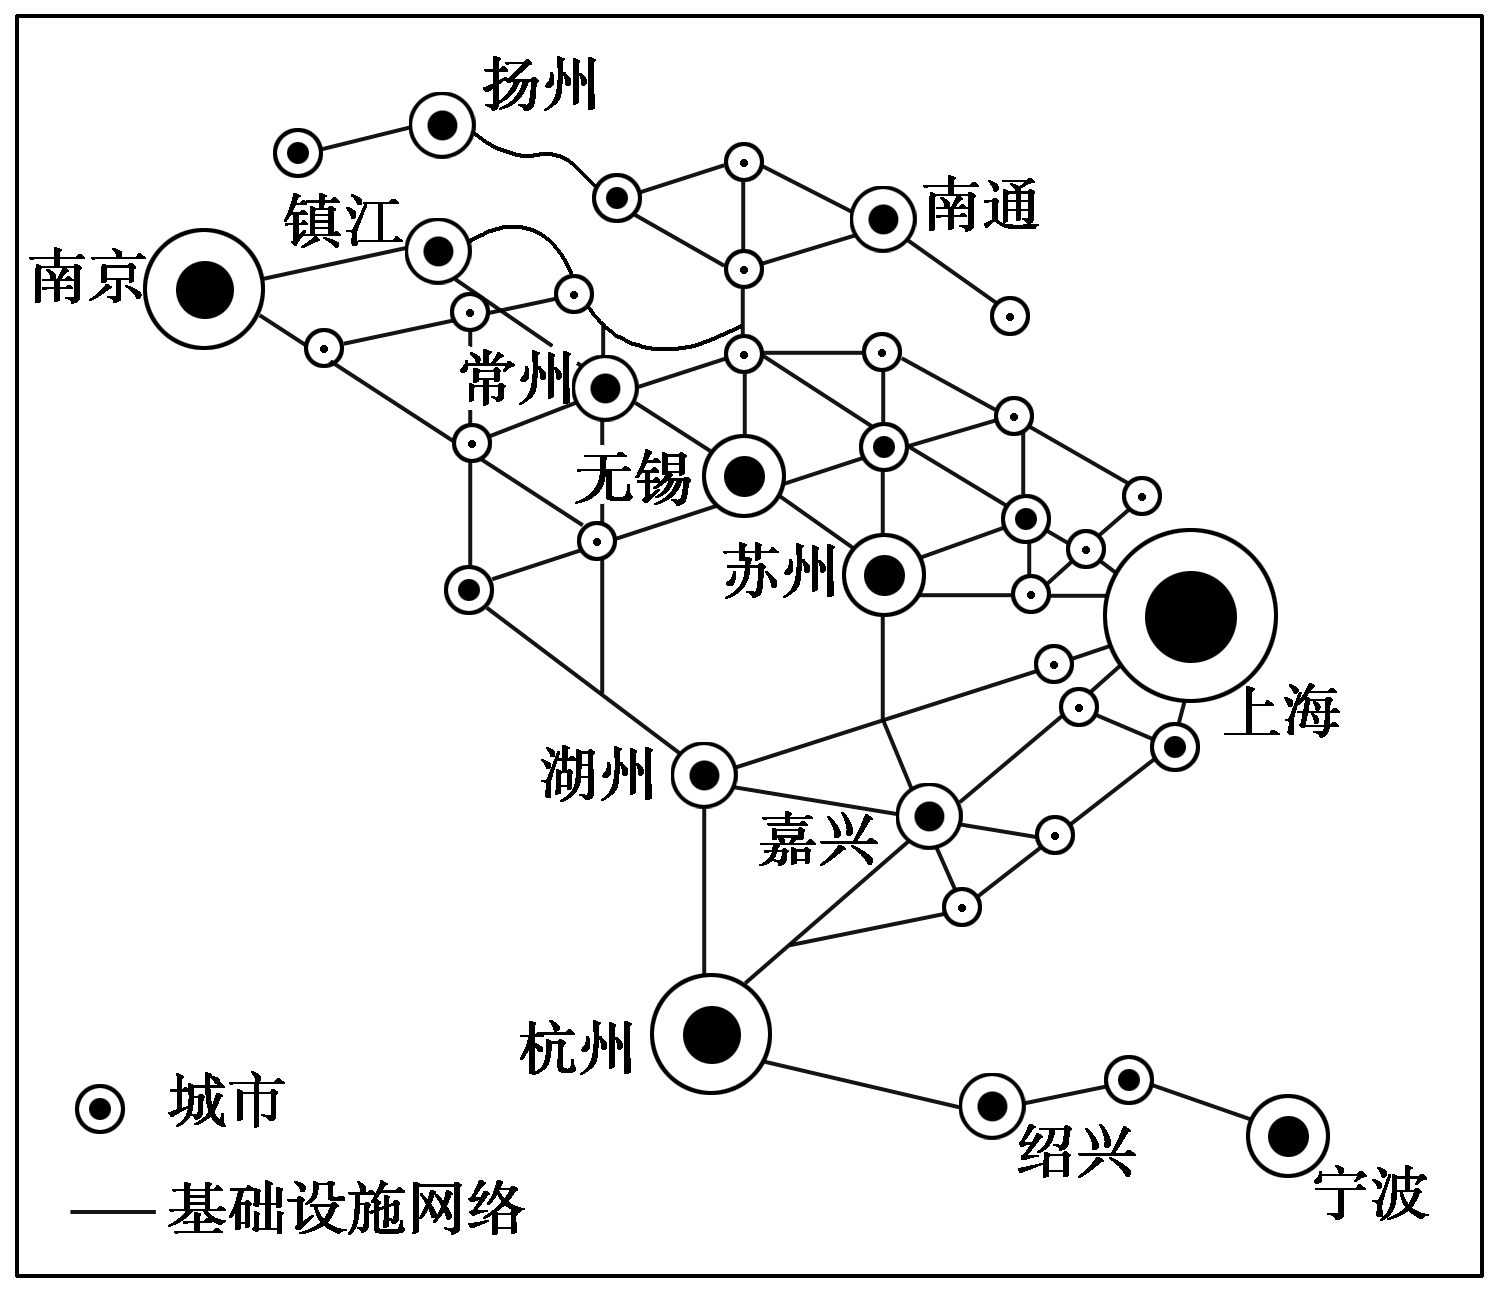 扬州
南通
镇江
南京
常州
无锡
苏州
上海
湖州
嘉兴
杭州
绍兴
宁波
城市
基础设施网络